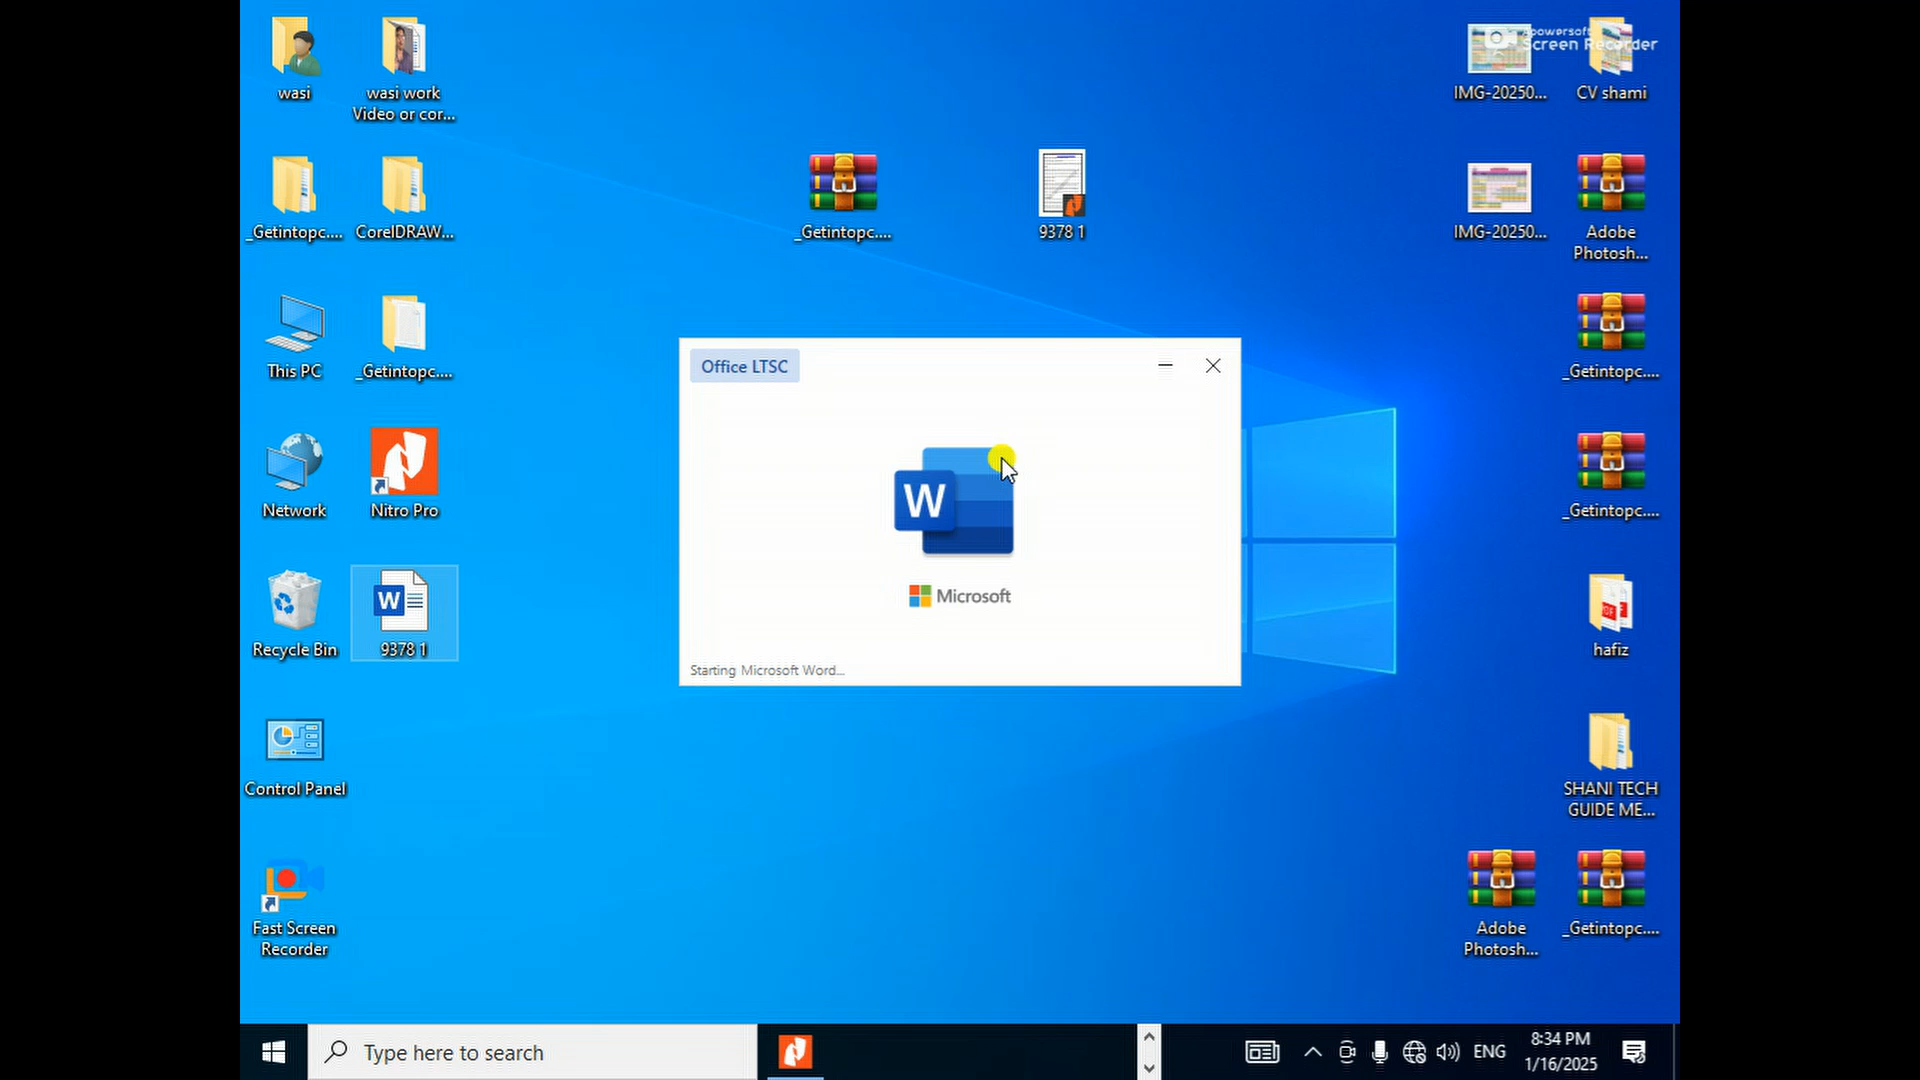 wasi
wasi work
Video or cor...
_Getintopc....
CorelDRAW...
This PC
_Getintopc....
Network
Nitro Pro
Recycle Bin
W
9378 1
Control Panel
Fast Screen
Recorder
_Getintopc....
9378 1
Office LTSC
W
Microsoft
Starting Microsoft Word...
Apowersoft
Screen Recorder
IMG-20250...
CV shami
IMG-20250...
Adobe
Photosh...
_Getintopc....
_Getintopc....
PDF
hafiz
SHANI TECH
GUIDE ME...
Adobe
Photosh...
_Getintopc....
Type here to search
ENG
8:34 PM
1/16/2025